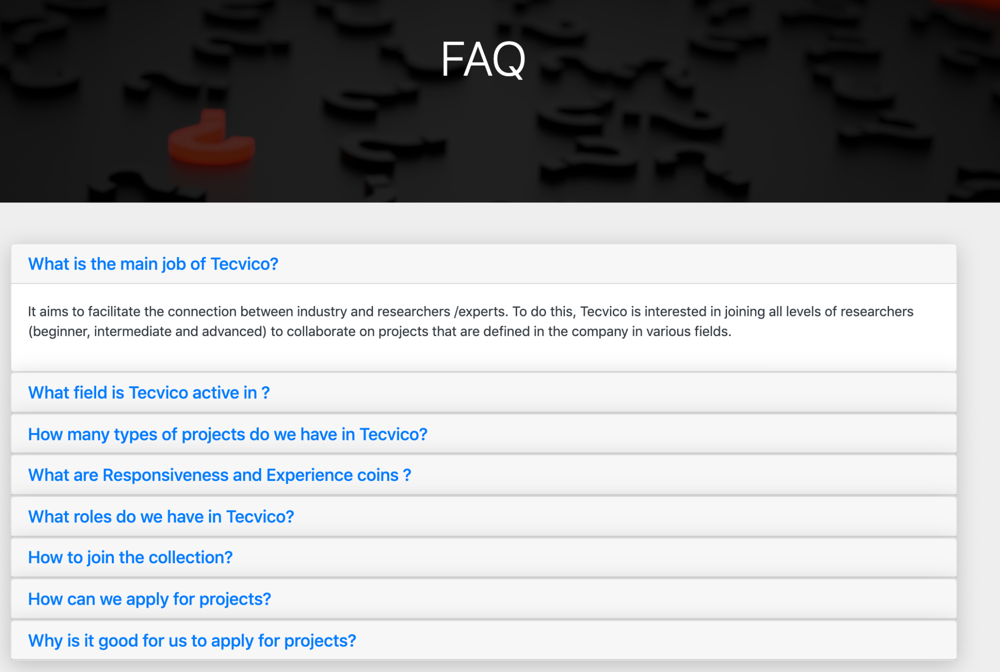 FAQ
What is the main job of Tecvico?
It aims to facilitate the connection between industry and researchers /experts. To do this, Tecvico is interested in joining all levels of researchers
(beginner, intermediate and advanced) to collaborate on projects that are defined in the company in various fields.
What field is Tecvico active in ?
How many types of projects do we have in Tecvico?
What are Responsiveness and Experience coins ?
What roles do we have in Tecvico?
How to join the collection?
How can we apply for projects?
Why is it good for us to apply for projects?